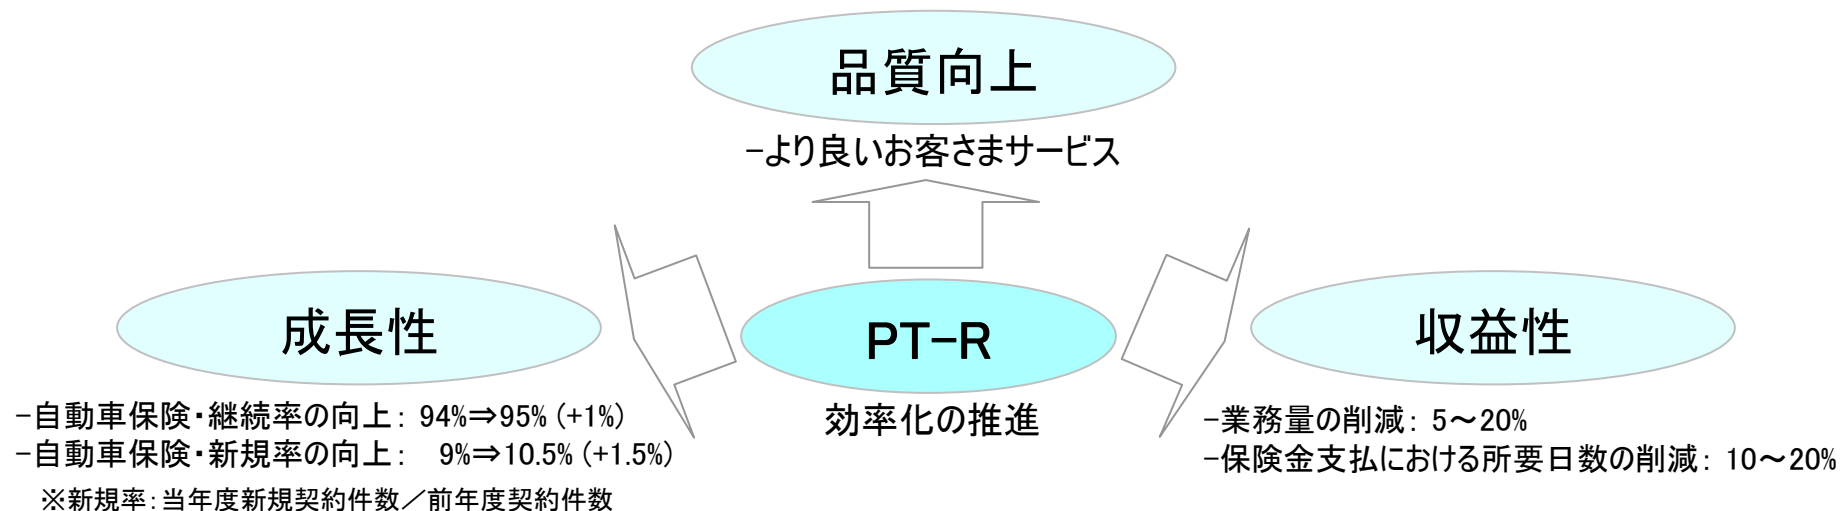 品質向上
－より良いお客さまサービス
成長性
－自動車保険・継続率の向上： 94%⇒95% (+1%)
－自動車保険・新規率の向上： 9%⇒10.5% (+1.5%)
※新規率：当年度新規契約件数／前年度契約件数
PT－R
効率化の推進
収益性
－業務量の削減： 5～20%
－保険金支払における所要日数の削減： 10～20%